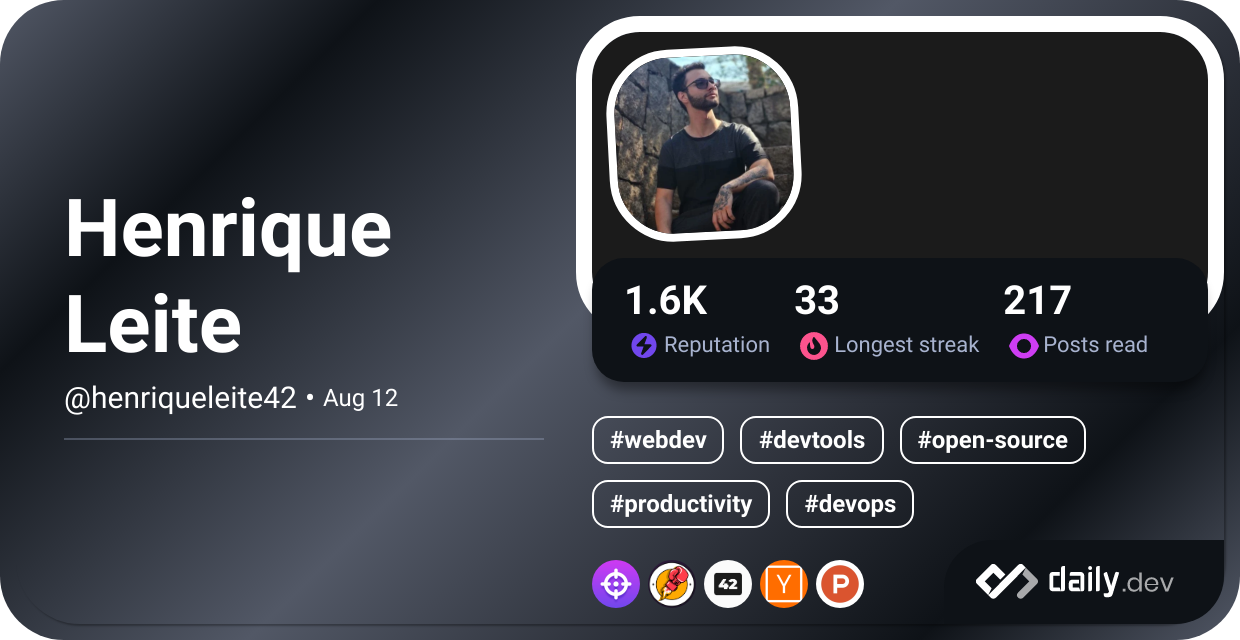 Henrique
Leite
@henriqueleite42 • Aug 12
1.6K 33 217
Reputation Longest streak Posts read
#webdev #devtools #open-source
#productivity #devops
42 Y P
daily.dev